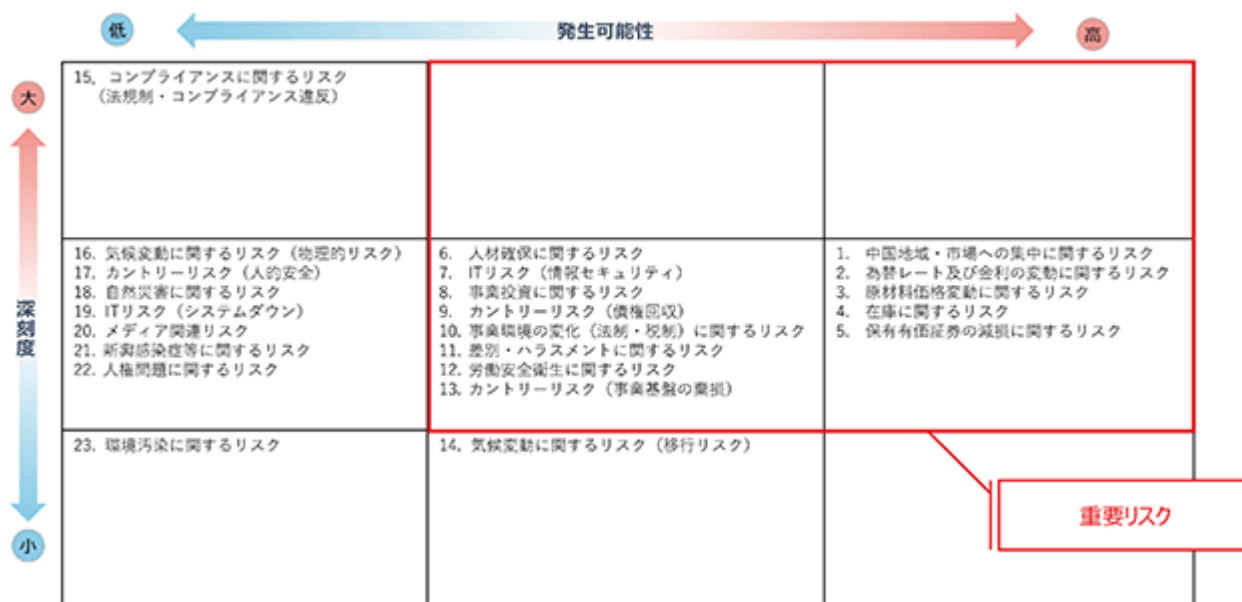 低
発生可能性
高
大
深刻度
小
15, コンプライアンスに関するリスク
(法規制・コンプライアンス違反)
16. 気候変動に関するリスク (物理的リスク)
17. カントリーリスク (人的安全)
18. 自然災害に関するリスク
19. ITリスク (システムダウン)
20. メディア関連リスク
21. 新興感染症等に関するリスク
22. 人権問題に関するリスク
6. 人材確保に関するリスク
7. ITリスク (情報セキュリティ)
8. 事業投資に関するリスク
9. カントリーリスク (債権回収)
10. 事業環境の変化 (法制・税制) に関するリスク
11. 差別・ハラスメントに関するリスク
12. 労働安全衛生に関するリスク
13. カントリーリスク (事業基盤の棄損)
1. 中国地域・市場への集中に関するリスク
2. 為替レート及び金利の変動に関するリスク
3. 原材料価格変動に関するリスク
4. 在庫に関するリスク
5. 保有有価証券の減損に関するリスク
23. 環境汚染に関するリスク
14. 気候変動に関するリスク (移行リスク)
重要リスク